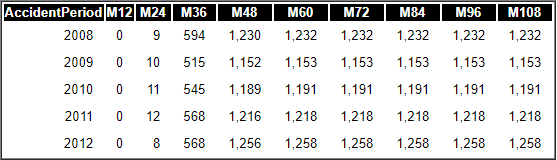 AccidentPeriod M12 M24 M36 M48 M60 M72 M84 M96 M108
2008 0 9 594 1,230 1,232 1,232 1,232 1,232 1,232
2009 0 10 515 1,152 1,153 1,153 1,153 1,153 1,153
2010 0 11 545 1,189 1,191 1,191 1,191 1,191 1,191
2011 0 12 568 1,216 1,218 1,218 1,218 1,218 1,218
2012 0 8 568 1,256 1,258 1,258 1,258 1,258 1,258